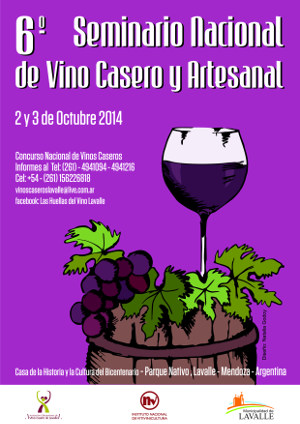 6º Seminario Nacional
de Vino Casero y Artesanal
2 y 3 de Octubre 2014
Concurso Nacional de Vinos Caseros
Informes al Tel: (261) - 4941094 - 4941216
Cel: +54 - (261) 156226818
vinoscaseroslavalle@live.com.ar
facebook: Las Huellas del Vino Lavalle
Casa de la Historia y la Cultura del Bicentenario - Parque Nativo, Lavalle - Mendoza - Argentina
INSTITUTO NACIONAL
DE VITIVINICULTURA
Municipalidad de
LAVALLE